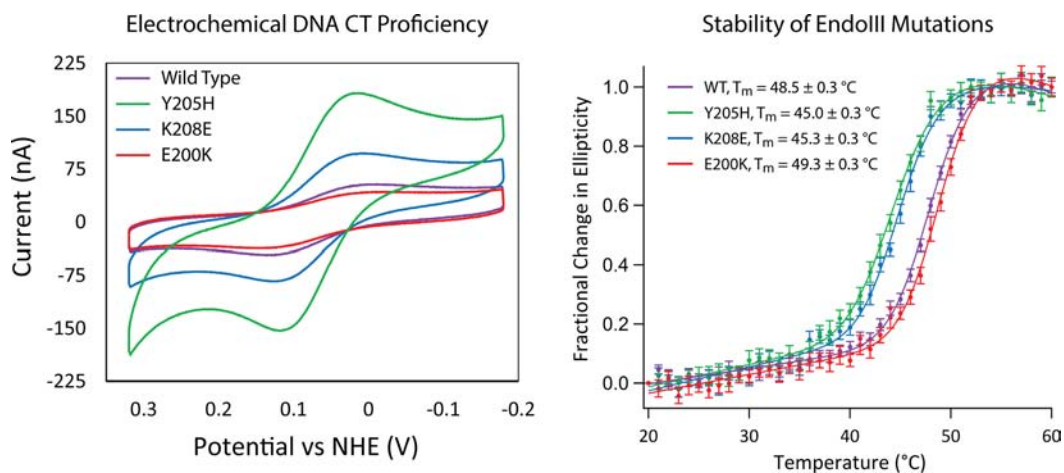 Electrochemical DNA CT Proficiency
225
150
75
0
-75
-150
-225
Current (nA)
Wild Type
Y205H
K208E
E200K
0.3 0.2 0.1 0 -0.1 -0.2
Potential vs NHE (V)
Stability of EndoIII Mutations
1.0
0.8
0.6
0.4
0.2
0.0
Fractional Change in Ellipticity
WT, Tm = 48.5 ± 0.3 °C
Y205H, Tm = 45.0 ± 0.3 °C
K208E, Tm = 45.3 ± 0.3 °C
E200K, Tm = 49.3 ± 0.3 °C
20 30 40 50 60
Temperature (°C)